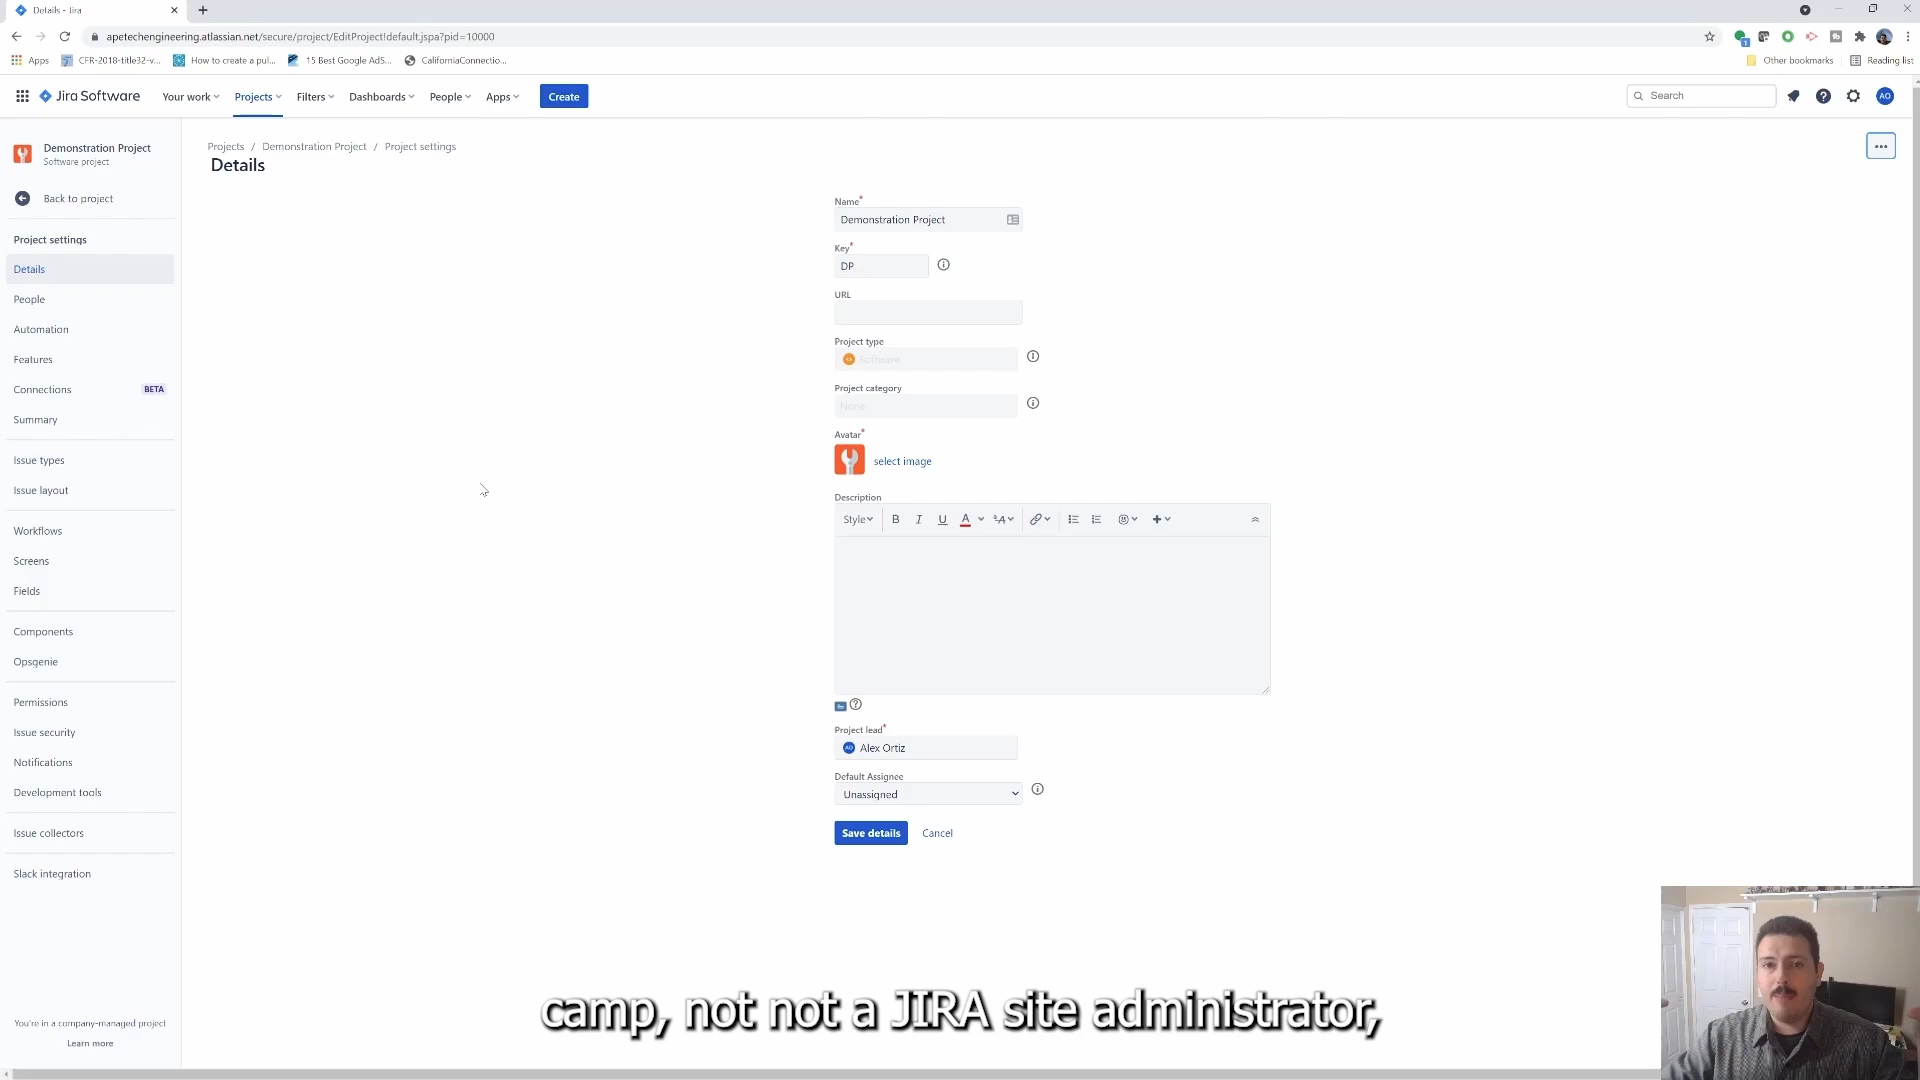 Details - Jira
apetechengineering.atlassian.net/secure/project/EditProject!default.jspa?pid=10000
Apps
CFR-2018-title32-v...
How to create a pul...
15 Best Google AdS...
CaliforniaConnectio...
Other bookmarks
Reading list
Jira Software
Your work
Projects
Filters
Dashboards
People
Apps
Create
Search
AO
Demonstration Project
Software project
Back to project
Project settings
Details
People
Automation
Features
Connections BETA
Summary
Issue types
Issue layout
Workflows
Screens
Fields
Components
Opsgenie
Permissions
Issue security
Notifications
Development tools
Issue collectors
Slack integration
You're in a company-managed project
Learn more
Projects / Demonstration Project / Project settings
Details
Name*
Demonstration Project
Key*
DP
URL
Project type
Software
Project category
None
Avatar*
select image
Description
Style B I U A
Project lead*
AO Alex Ortiz
Default Assignee
Unassigned
Save details Cancel
camp, not not a JIRA site administrator,